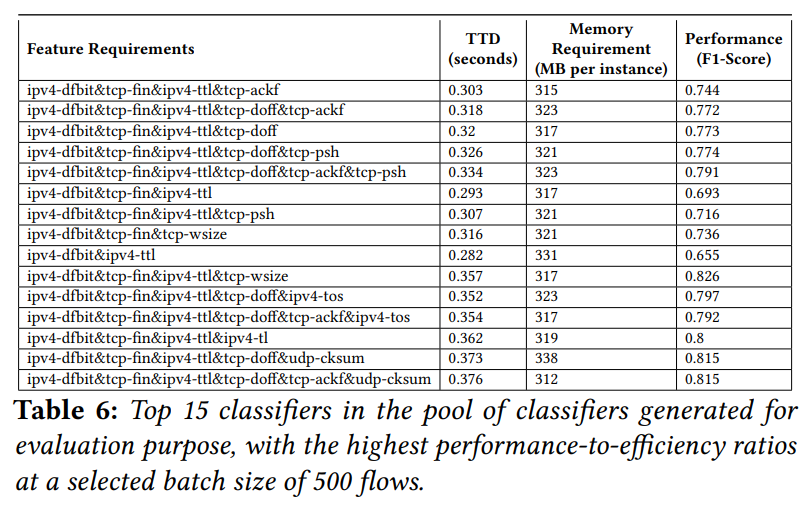 Feature Requirements TTD (seconds) Memory Requirement (MB per instance) Performance (F1-Score)
ipv4-dfbit&tcp-fin&ipv4-ttl&tcp-ackf 0.303 315 0.744
ipv4-dfbit&tcp-fin&ipv4-ttl&tcp-doff&tcp-ackf 0.318 323 0.772
ipv4-dfbit&tcp-fin&ipv4-ttl&tcp-doff 0.32 317 0.773
ipv4-dfbit&tcp-fin&ipv4-ttl&tcp-doff&tcp-psh 0.326 321 0.774
ipv4-dfbit&tcp-fin&ipv4-ttl&tcp-doff&tcp-ackf&tcp-psh 0.334 323 0.791
ipv4-dfbit&tcp-fin&ipv4-ttl 0.293 317 0.693
ipv4-dfbit&tcp-fin&ipv4-ttl&tcp-psh 0.307 321 0.716
ipv4-dfbit&tcp-fin&tcp-wsize 0.316 321 0.736
ipv4-dfbit&ipv4-ttl 0.282 331 0.655
ipv4-dfbit&tcp-fin&ipv4-ttl&tcp-wsize 0.357 317 0.826
ipv4-dfbit&tcp-fin&ipv4-ttl&tcp-doff&ipv4-tos 0.352 323 0.797
ipv4-dfbit&tcp-fin&ipv4-ttl&tcp-doff&tcp-ackf&ipv4-tos 0.354 317 0.792
ipv4-dfbit&tcp-fin&ipv4-ttl&ipv4-tl 0.362 319 0.8
ipv4-dfbit&tcp-fin&ipv4-ttl&tcp-doff&udp-cksum 0.373 338 0.815
ipv4-dfbit&tcp-fin&ipv4-ttl&tcp-doff&tcp-ackf&udp-cksum 0.376 312 0.815
Table 6: Top 15 classifiers in the pool of classifiers generated for
evaluation purpose, with the highest performance-to-efficiency ratios
at a selected batch size of 500 flows.